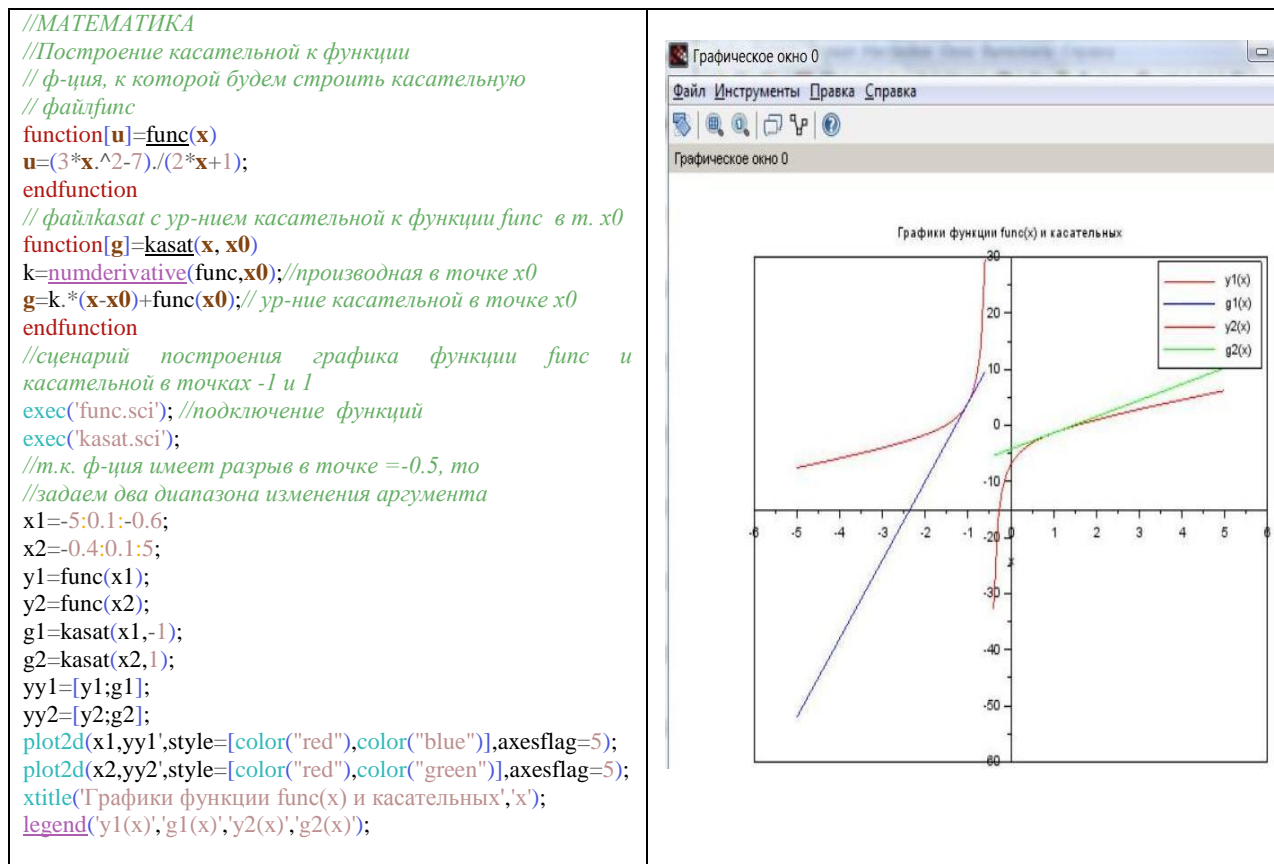 //МАТЕМАТИКА
//Построение касательной к функции
// ф-ция, к которой будем строить касательную
// файлfunc
function[u]=func(x)
u=(3*x.^2-7)./(2*x+1);
endfunction
// файлkasat с ур-нием касательной к функции func в т. x0
function[g]=kasat(x, x0)
k=numderivative(func,x0);//производная в точке x0
g=k.*(x-x0)+func(x0);// ур-ние касательной в точке x0
endfunction
//сценарий построения графика функции func и
касательной в точках -1 и 1
exec('func.sci'); //подключение функций
exec('kasat.sci');
//т.к. ф-ция имеет разрыв в точке =-0.5, то
//задаем два диапазона изменения аргумента
x1=-5:0.1:-0.6;
x2=-0.4:0.1:5;
y1=func(x1);
y2=func(x2);
g1=kasat(x1,-1);
g2=kasat(x2,1);
yy1=[y1;g1];
yy2=[y2;g2];
plot2d(x1,yy1',style=[color("red"),color("blue")],axesflag=5);
plot2d(x2,yy2',style=[color("red"),color("green")],axesflag=5);
xtitle('Графики функции func(x) и касательных','x');
legend('y1(x)','g1(x)','y2(x)','g2(x)');
Графическое окно 0
Файл Инструменты Правка Справка
Графическое окно 0
Графики функции func(x) и касательных
y1(x)
g1(x)
y2(x)
g2(x)
30
20
10
0
-10
-20
-30
-40
-50
-60
-6 -5 -4 -3 -2 -1 0 1 2 3 4 5 6
x